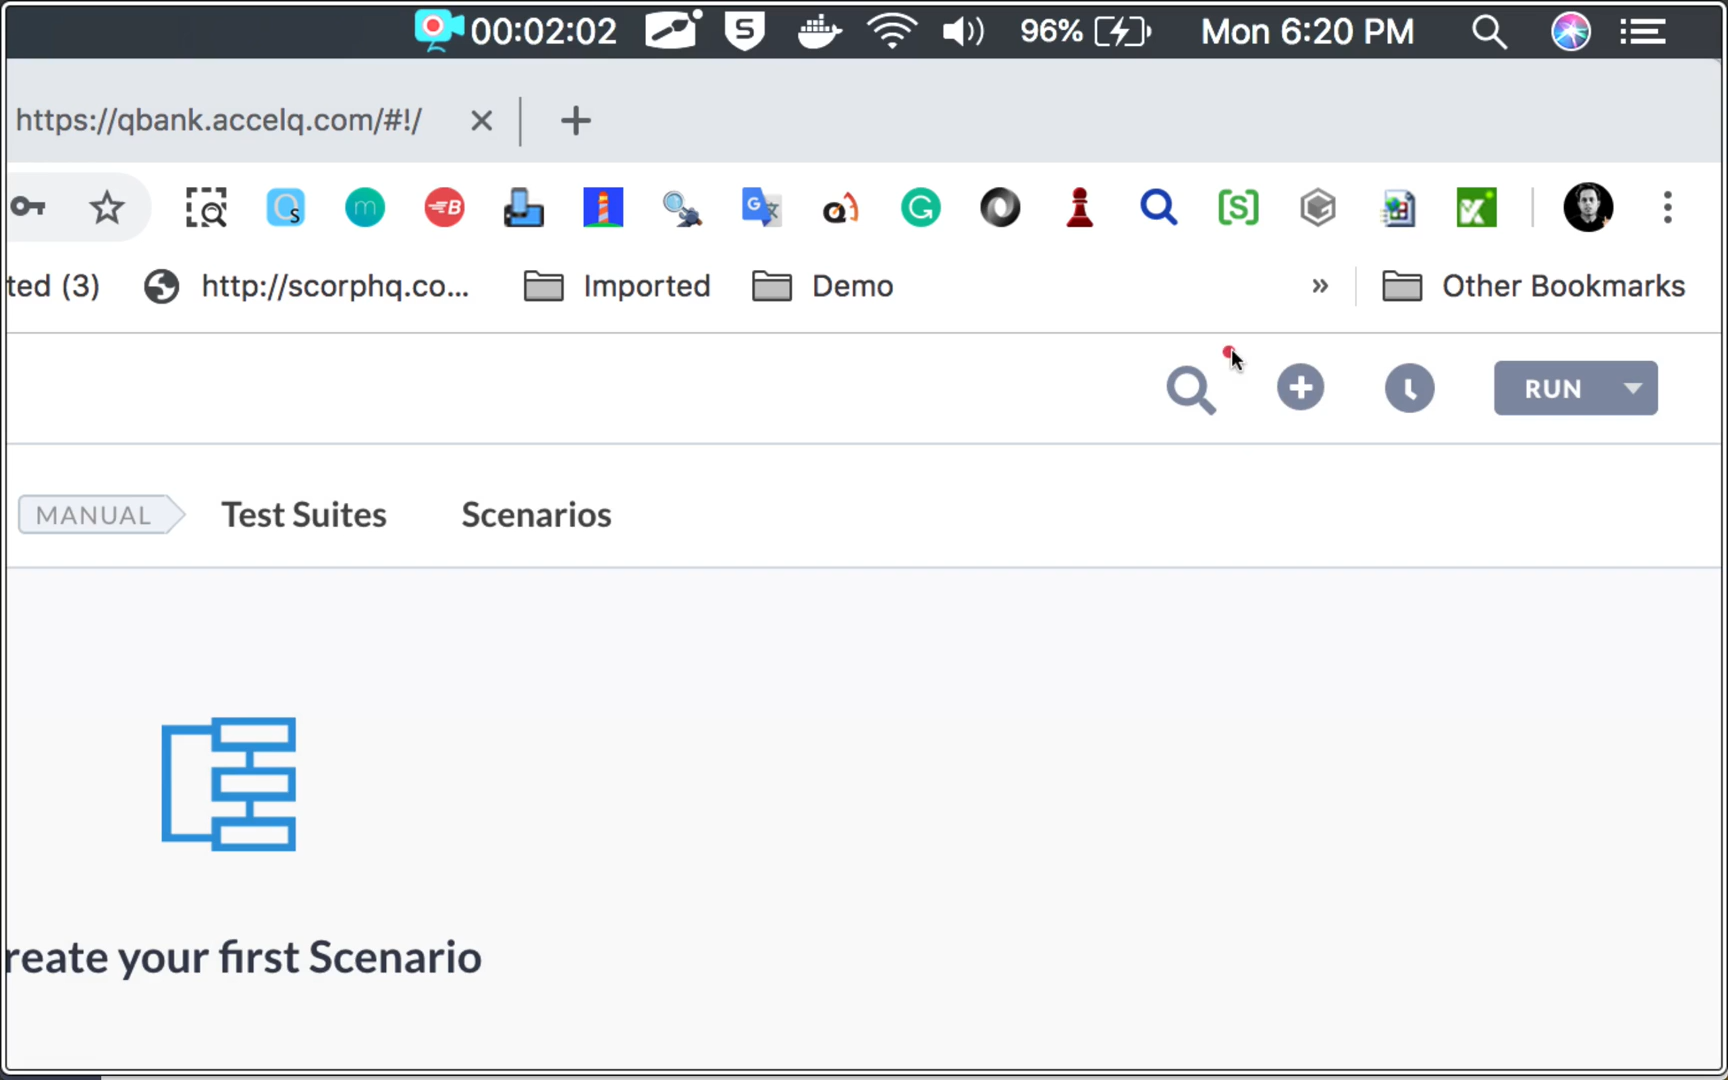 00:02:02 S 96% Mon 6:20 PM
https://qbank.accelq.com/#!/
ted (3) http://scorphq.co... Imported Demo » Other Bookmarks
RUN
MANUAL Test Suites Scenarios
reate your first Scenario